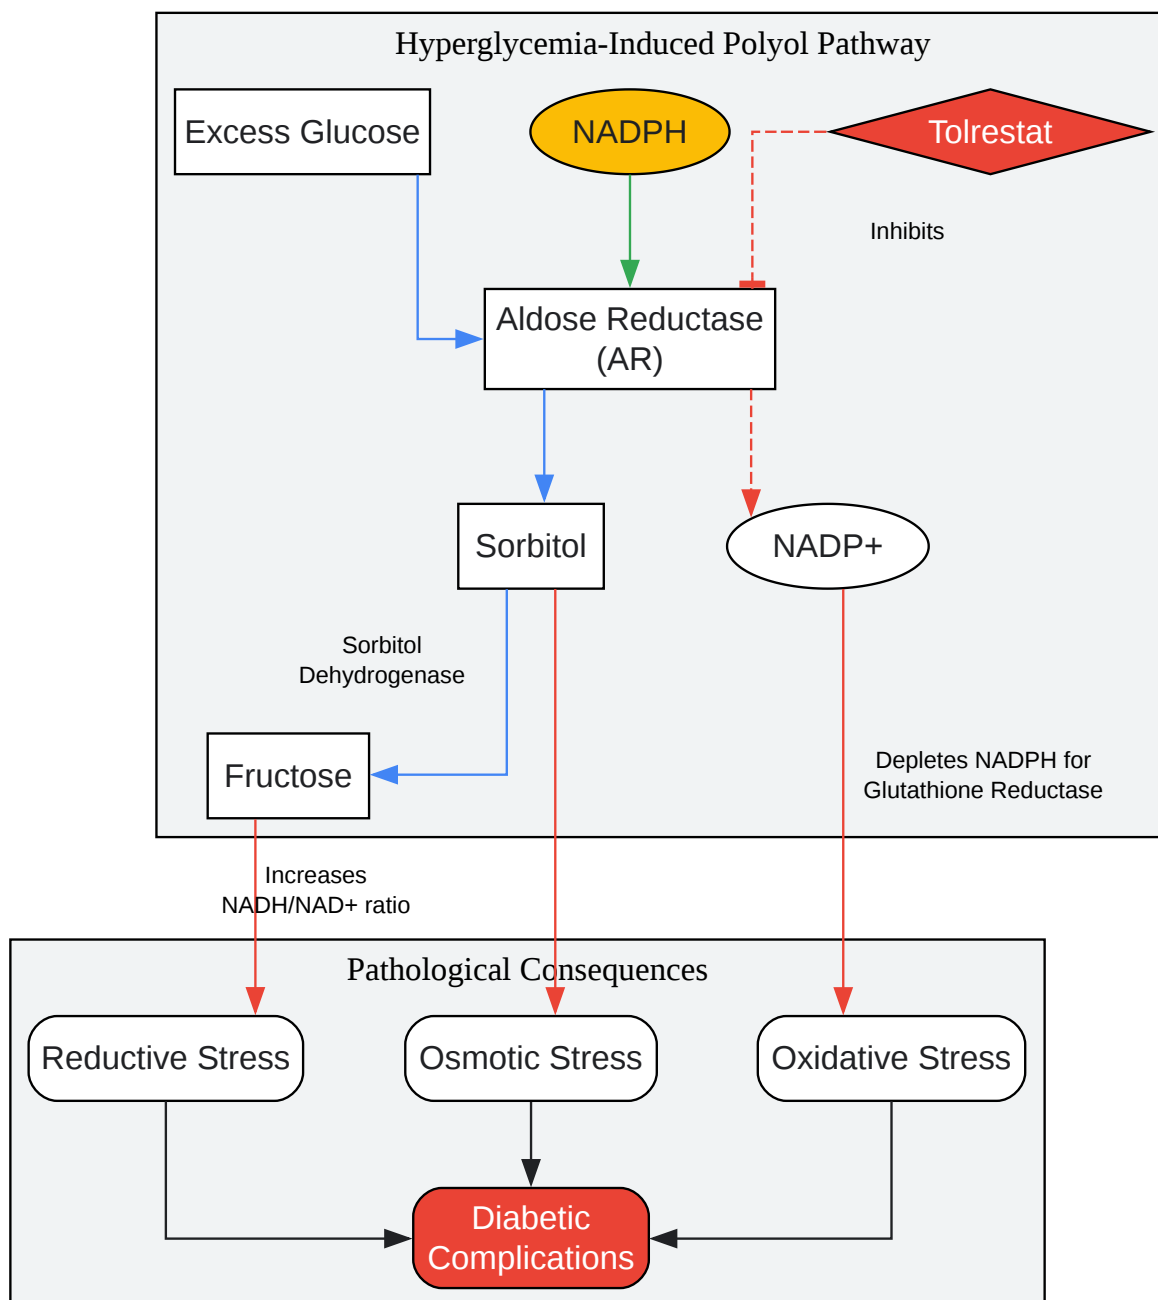 Hyperglycemia-Induced Polyol Pathway
Excess Glucose
NADPH
Tolrestat
Inhibits
Aldose Reductase
(AR)
Sorbitol
NADP+
Sorbitol
Dehydrogenase
Fructose
Depletes NADPH for
Glutathione Reductase
Increases
NADH/NAD+ ratio
Pathological Consequences
Reductive Stress
Osmotic Stress
Oxidative Stress
Diabetic
Complications